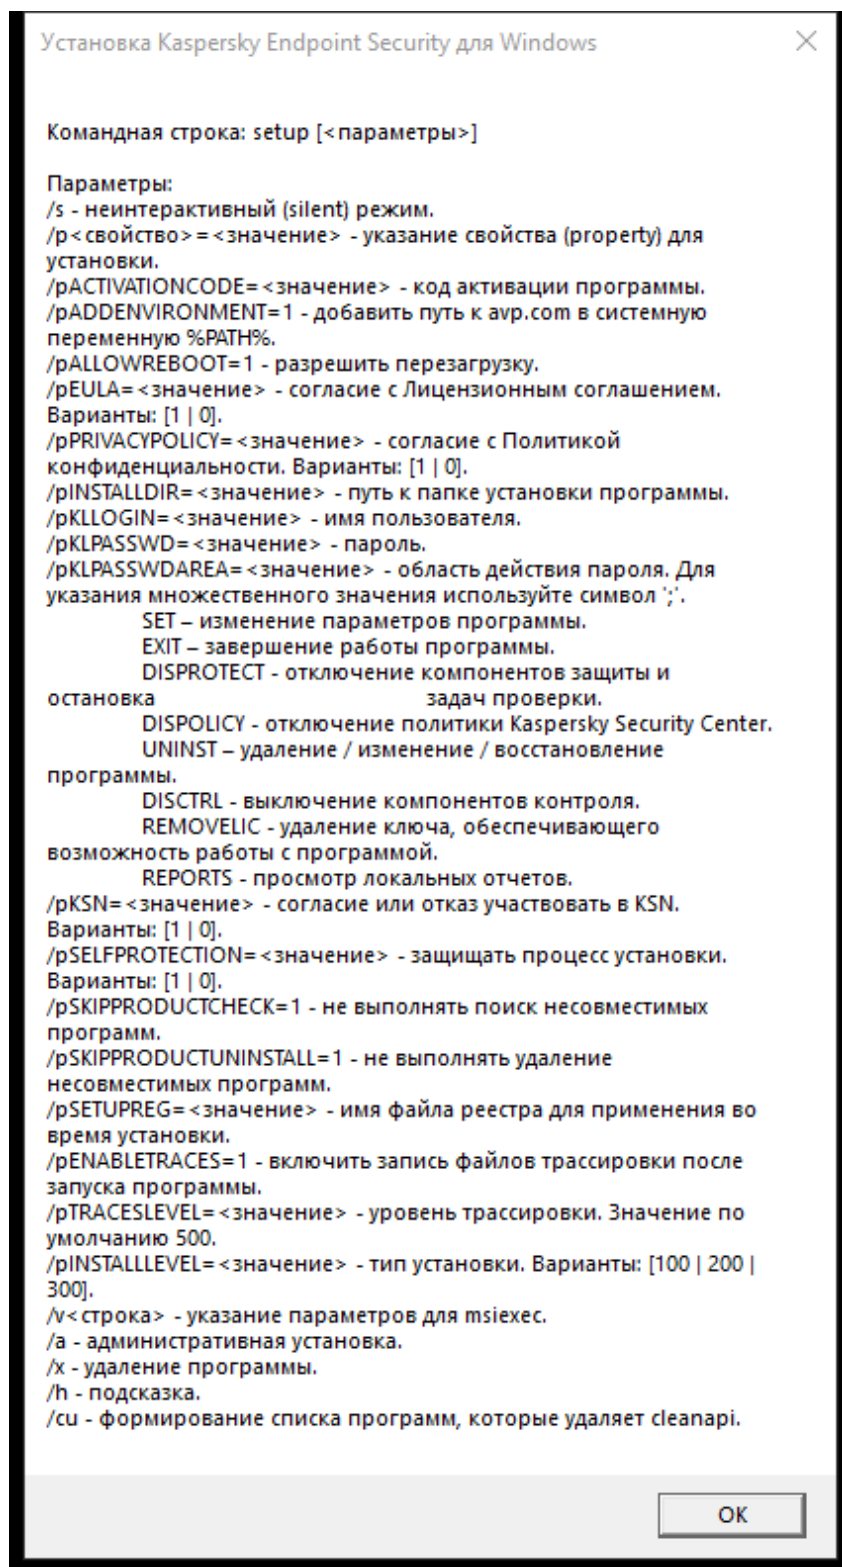 Установка Kaspersky Endpoint Security для Windows
Командная строка: setup [<параметры>]
Параметры:
/s - неинтерактивный (silent) режим.
/p<свойство>=<значение> - указание свойства (property) для
установки.
/pACTIVATIONCODE=<значение> - код активации программы.
/pADDENVIRONMENT=1 - добавить путь к avp.com в системную
переменную %PATH%.
/pALLOWREBOOT=1 - разрешить перезагрузку.
/pEULA=<значение> - согласие с Лицензионным соглашением.
Варианты: [1 | 0].
/pPRIVACYPOLICY=<значение> - согласие с Политикой
конфиденциальности. Варианты: [1 | 0].
/pINSTALLDIR=<значение> - путь к папке установки программы.
/pKLLOGIN=<значение> - имя пользователя.
/pKLPASSWD=<значение> - пароль.
/pKLPASSWDAREA=<значение> - область действия пароля. Для
указания множественного значения используйте символ ';'.
SET – изменение параметров программы.
EXIT – завершение работы программы.
DISPROTECT - отключение компонентов защиты и
остановка задач проверки.
DISPOLICY - отключение политики Kaspersky Security Center.
UNINST – удаление / изменение / восстановление
программы.
DISCTRL - выключение компонентов контроля.
REMOVELIC - удаление ключа, обеспечивающего
возможность работы с программой.
REPORTS - просмотр локальных отчетов.
/pKSN=<значение> - согласие или отказ участвовать в KSN.
Варианты: [1 | 0].
/pSELFPROTECTION=<значение> - защищать процесс установки.
Варианты: [1 | 0].
/pSKIPPRODUCTCHECK=1 - не выполнять поиск несовместимых
программ.
/pSKIPPRODUCTUNINSTALL=1 - не выполнять удаление
несовместимых программ.
/pSETUPREG=<значение> - имя файла реестра для применения во
время установки.
/pENABLETRACES=1 - включить запись файлов трассировки после
запуска программы.
/pTRACESLEVEL=<значение> - уровень трассировки. Значение по
умолчанию 500.
/pINSTALLLEVEL=<значение> - тип установки. Варианты: [100 | 200 |
300].
/v<строка> - указание параметров для msiexec.
/a - административная установка.
/x - удаление программы.
/h - подсказка.
/cu - формирование списка программ, которые удаляет cleanapi.
OK